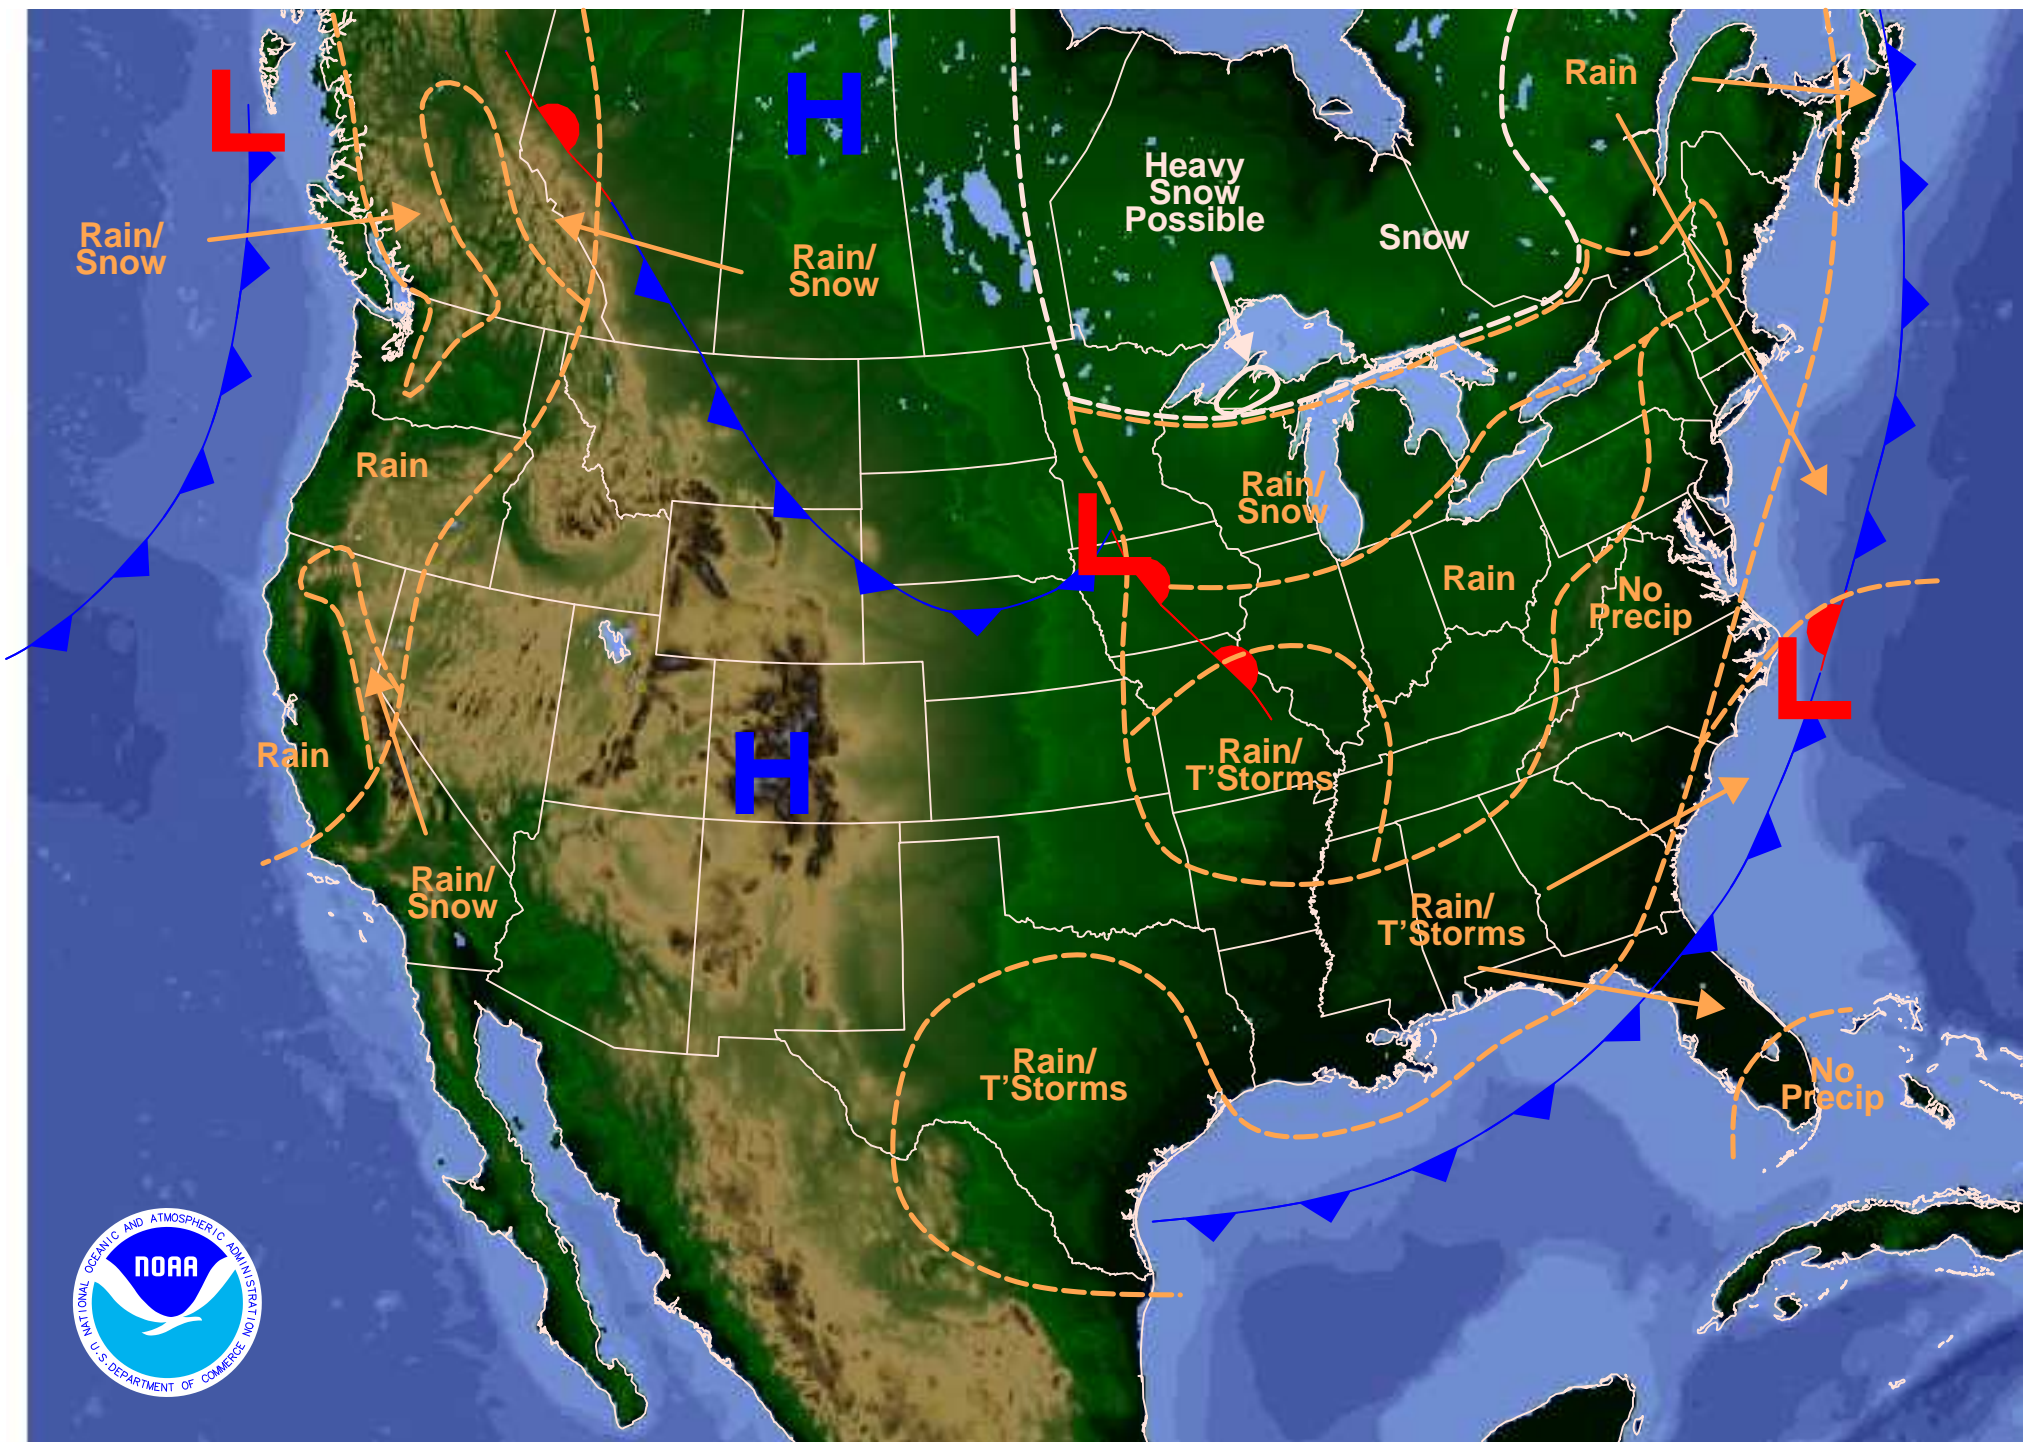 L
H
Rain
Heavy
Snow
Possible
Snow
Rain/
Snow
Rain/
Snow
Rain
Rain/
Snow
L
Rain
No
Precip
L
Rain
H
Rain/
T'Storms
Rain/
Snow
Rain/
T'Storms
Rain/
T'Storms
No
Precip
NATIONAL OCEANIC AND ATMOSPHERIC ADMINISTRATION
NOAA
U.S. DEPARTMENT OF COMMERCE